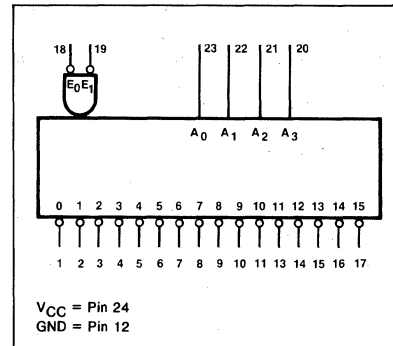 18 19 23 22 21 20
E0 E1
A0 A1 A2 A3
0 1 2 3 4 5 6 7 8 9 10 11 12 13 14 15
1 2 3 4 5 6 7 8 9 10 11 13 14 15 16 17
VCC = Pin 24
GND = Pin 12